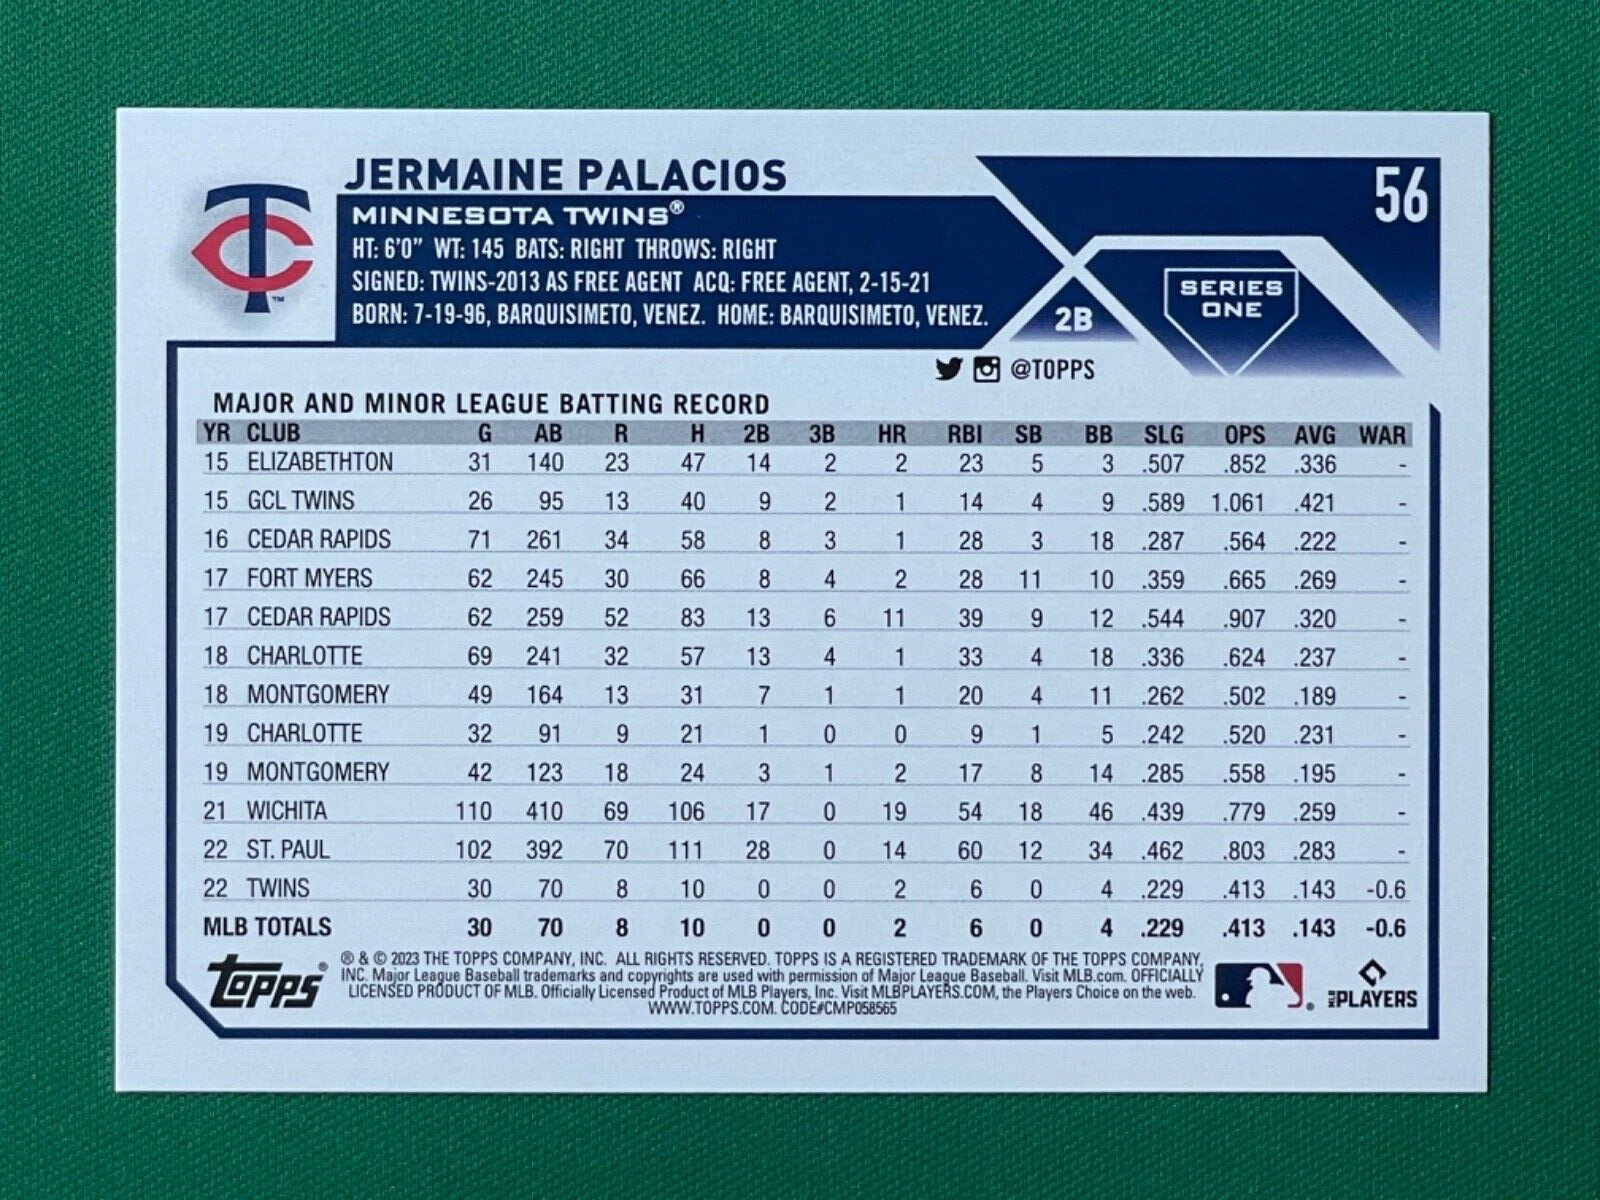 JERMAINE PALACIOS
56
MINNESOTA TWINS®
HT: 6'0" WT: 145 BATS: RIGHT THROWS: RIGHT
SIGNED: TWINS-2013 AS FREE AGENT ACQ: FREE AGENT, 2-15-21
BORN: 7-19-96, BARQUISIMETO, VENEZ. HOME: BARQUISIMETO, VENEZ.
TC™
2B
SERIES
ONE
@TOPPS
MAJOR AND MINOR LEAGUE BATTING RECORD
YR CLUB G AB R H 2B 3B HR RBI SB BB SLG OPS AVG WAR
15 ELIZABETHTON 31 140 23 47 14 2 2 23 5 3 .507 .852 .336 -
15 GCL TWINS 26 95 13 40 9 2 1 14 4 9 .589 1.061 .421 -
16 CEDAR RAPIDS 71 261 34 58 8 3 1 28 3 18 .287 .564 .222 -
17 FORT MYERS 62 245 30 66 8 4 2 28 11 10 .359 .665 .269 -
17 CEDAR RAPIDS 62 259 52 83 13 6 11 39 9 12 .544 .907 .320 -
18 CHARLOTTE 69 241 32 57 13 4 1 33 4 18 .336 .624 .237 -
18 MONTGOMERY 49 164 13 31 7 1 1 20 4 11 .262 .502 .189 -
19 CHARLOTTE 32 91 9 21 1 0 0 9 1 5 .242 .520 .231 -
19 MONTGOMERY 42 123 18 24 3 1 2 17 8 14 .285 .558 .195 -
21 WICHITA 110 410 69 106 17 0 19 54 18 46 .439 .779 .259 -
22 ST. PAUL 102 392 70 111 28 0 14 60 12 34 .462 .803 .283 -
22 TWINS 30 70 8 10 0 0 2 6 0 4 .229 .413 .143 -0.6
MLB TOTALS 30 70 8 10 0 0 2 6 0 4 .229 .413 .143 -0.6
topps®
® & © 2023 THE TOPPS COMPANY, INC. ALL RIGHTS RESERVED. TOPPS IS A REGISTERED TRADEMARK OF THE TOPPS COMPANY,
INC. Major League Baseball trademarks and copyrights are used with permission of Major League Baseball. Visit MLB.com. OFFICIALLY
LICENSED PRODUCT OF MLB. Officially Licensed Product of MLB Players, Inc. Visit MLBPLAYERS.COM, the Players Choice on the web.
WWW.TOPPS.COM. CODE#CMP058565
MLB PLAYERS